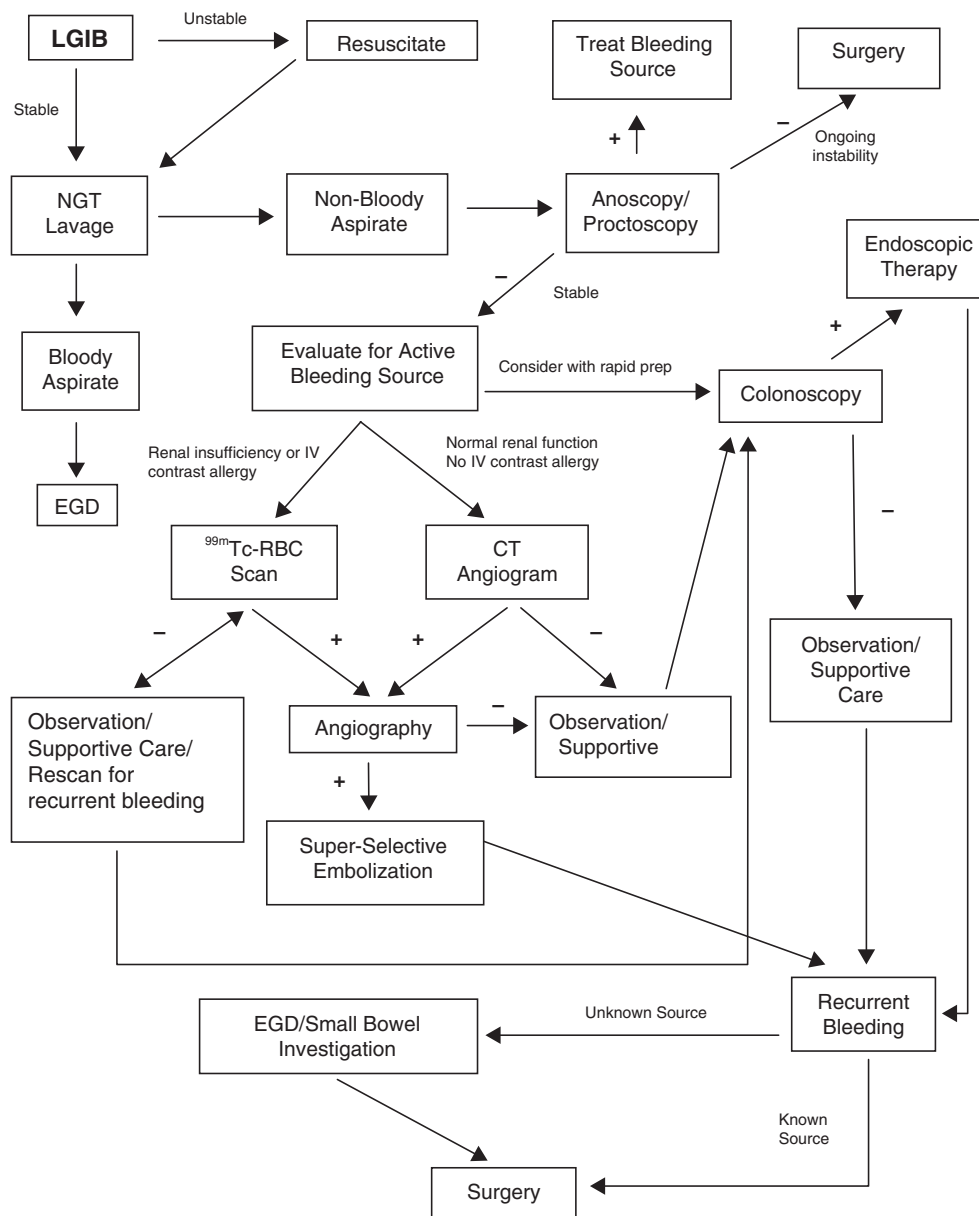 LGIB
Unstable
Resuscitate
Treat Bleeding
Source
Surgery
Stable
+
–
Ongoing
instability
NGT
Lavage
Non-Bloody
Aspirate
Anoscopy/
Proctoscopy
Endoscopic
Therapy
–
Stable
+
Bloody
Aspirate
Evaluate for Active
Bleeding Source
Consider with rapid prep
Colonoscopy
Renal insufficiency or IV
contrast allergy
Normal renal function
No IV contrast allergy
EGD
–
99mTc-RBC
Scan
CT
Angiogram
–
+
+
–
Observation/
Supportive
Care
Observation/
Supportive Care/
Rescan for
recurrent bleeding
Angiography
–
Observation/
Supportive
+
Super-Selective
Embolization
EGD/Small Bowel
Investigation
Unknown Source
Recurrent
Bleeding
Known
Source
Surgery